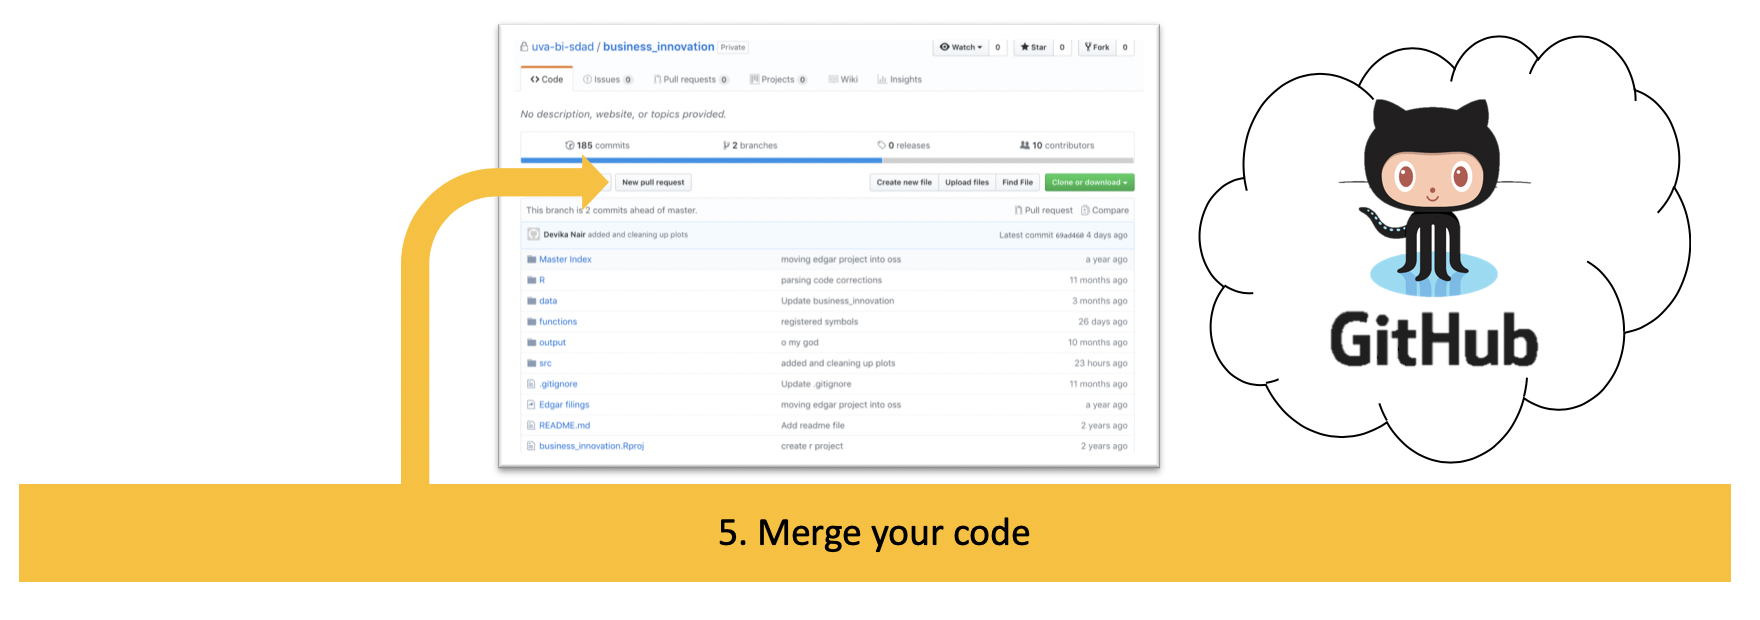 uva-bi-sdad / business_innovation Private
Watch 0 Star 0 Fork 0
Code Issues 0 Pull requests 0 Projects 0 Wiki Insights
No description, website, or topics provided.
185 commits 2 branches 0 releases 10 contributors
New pull request Create new file Upload files Find File Clone or download
This branch is 2 commits ahead of master. Pull request Compare
Devika Nair added and cleaning up plots Latest commit 69ad468 4 days ago
Master Index moving edgar project into oss a year ago
R parsing code corrections 11 months ago
data Update business_innovation 3 months ago
functions registered symbols 26 days ago
output o my god 10 months ago
src added and cleaning up plots 23 hours ago
.gitignore Update .gitignore 11 months ago
Edgar filings moving edgar project into oss a year ago
README.md Add readme file 2 years ago
business_innovation.Rproj create r project 2 years ago
GitHub
5. Merge your code